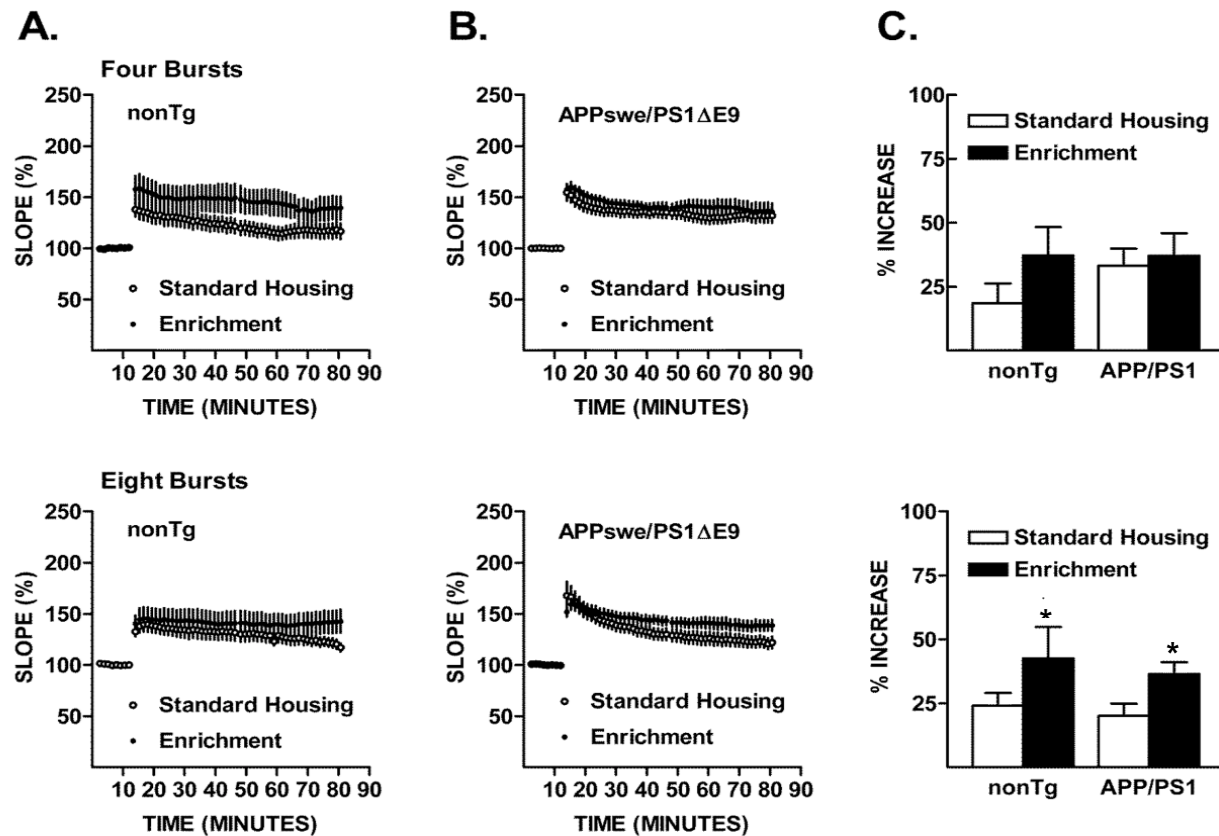 A.
B.
C.
Four Bursts
nonTg
250
200
150
100
50
SLOPE (%)
Standard Housing
Enrichment
10 20 30 40 50 60 70 80 90
TIME (MINUTES)
APPswe/PS1ΔE9
250
200
150
100
50
SLOPE (%)
Standard Housing
Enrichment
10 20 30 40 50 60 70 80 90
TIME (MINUTES)
100
75
50
25
% INCREASE
Standard Housing
Enrichment
nonTg APP/PS1
Eight Bursts
nonTg
250
200
150
100
50
SLOPE (%)
Standard Housing
Enrichment
10 20 30 40 50 60 70 80 90
TIME (MINUTES)
APPswe/PS1ΔE9
250
200
150
100
50
SLOPE (%)
Standard Housing
Enrichment
10 20 30 40 50 60 70 80 90
TIME (MINUTES)
100
75
50
25
% INCREASE
Standard Housing
Enrichment
* *
nonTg APP/PS1